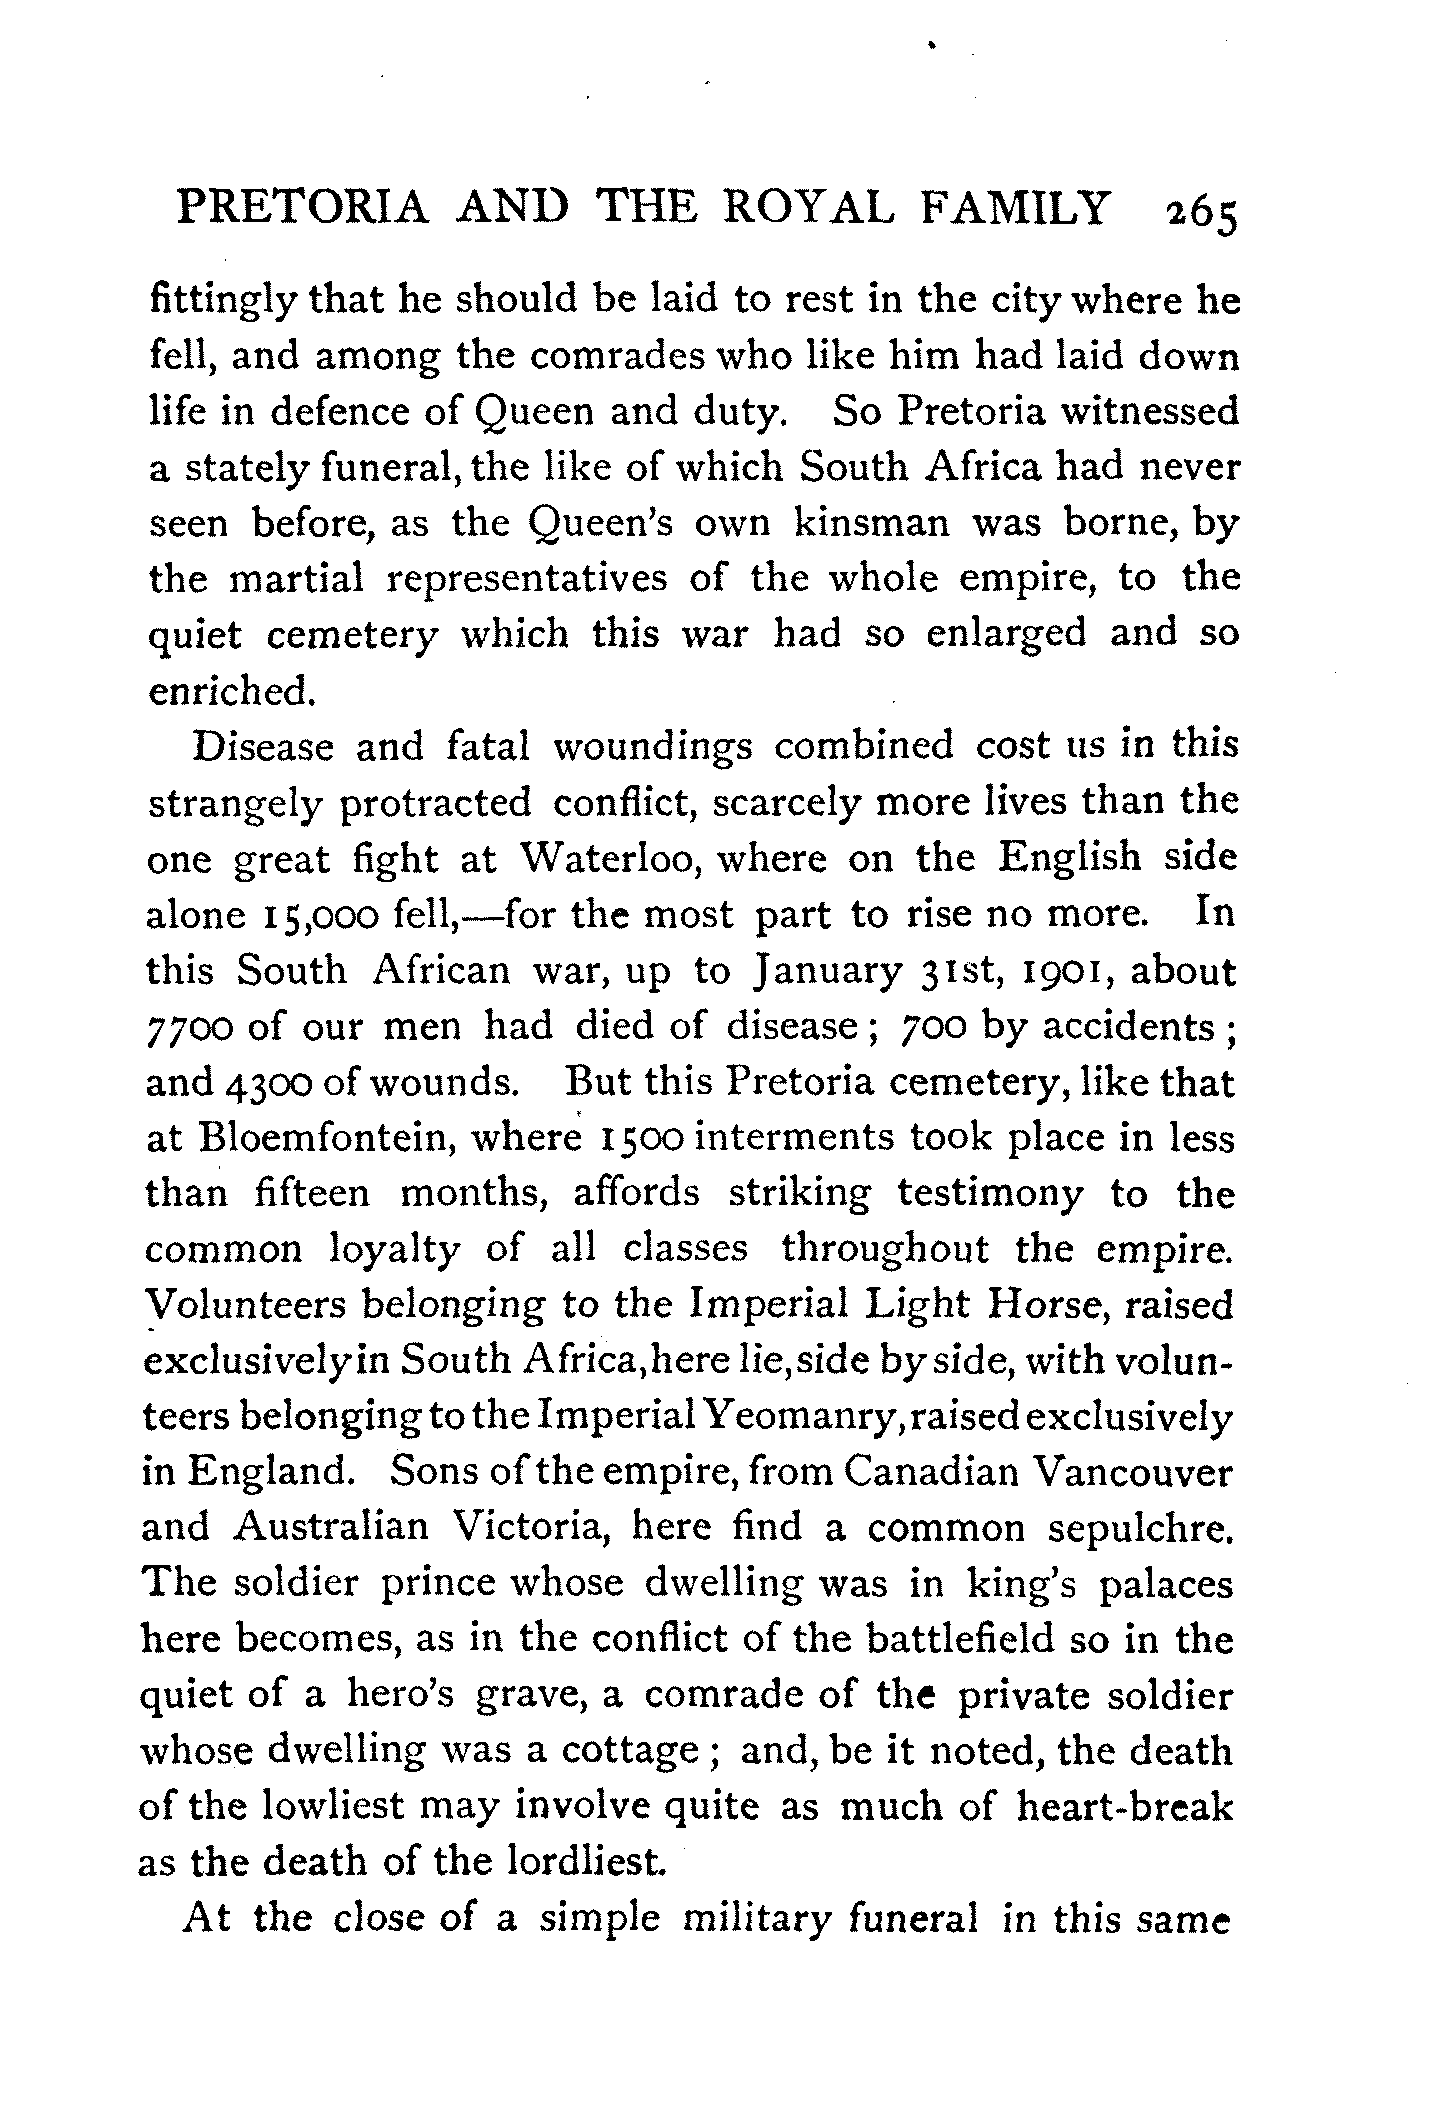 PRETORIA AND THE ROYAL FAMILY 265
fittingly that he should be laid to rest in the city where he
fell, and among the comrades who like him had laid down
life in defence of Queen and duty. So Pretoria witnessed
a stately funeral, the like of which South Africa had never
seen before, as the Queen's own kinsman was borne, by
the martial representatives of the whole empire, to the
quiet cemetery which this war had so enlarged and so
enriched.
Disease and fatal woundings combined cost us in this
strangely protracted conflict, scarcely more lives than the
one great fight at Waterloo, where on the English side
alone 15,000 fell,—for the most part to rise no more. In
this South African war, up to January 31st, 1901, about
7700 of our men had died of disease ; 700 by accidents ;
and 4300 of wounds. But this Pretoria cemetery, like that
at Bloemfontein, where 1500 interments took place in less
than fifteen months, affords striking testimony to the
common loyalty of all classes throughout the empire.
Volunteers belonging to the Imperial Light Horse, raised
exclusively in South Africa, here lie, side by side, with volun-
teers belonging to the Imperial Yeomanry, raised exclusively
in England. Sons of the empire, from Canadian Vancouver
and Australian Victoria, here find a common sepulchre.
The soldier prince whose dwelling was in king's palaces
here becomes, as in the conflict of the battlefield so in the
quiet of a hero's grave, a comrade of the private soldier
whose dwelling was a cottage ; and, be it noted, the death
of the lowliest may involve quite as much of heart-break
as the death of the lordliest.
At the close of a simple military funeral in this same